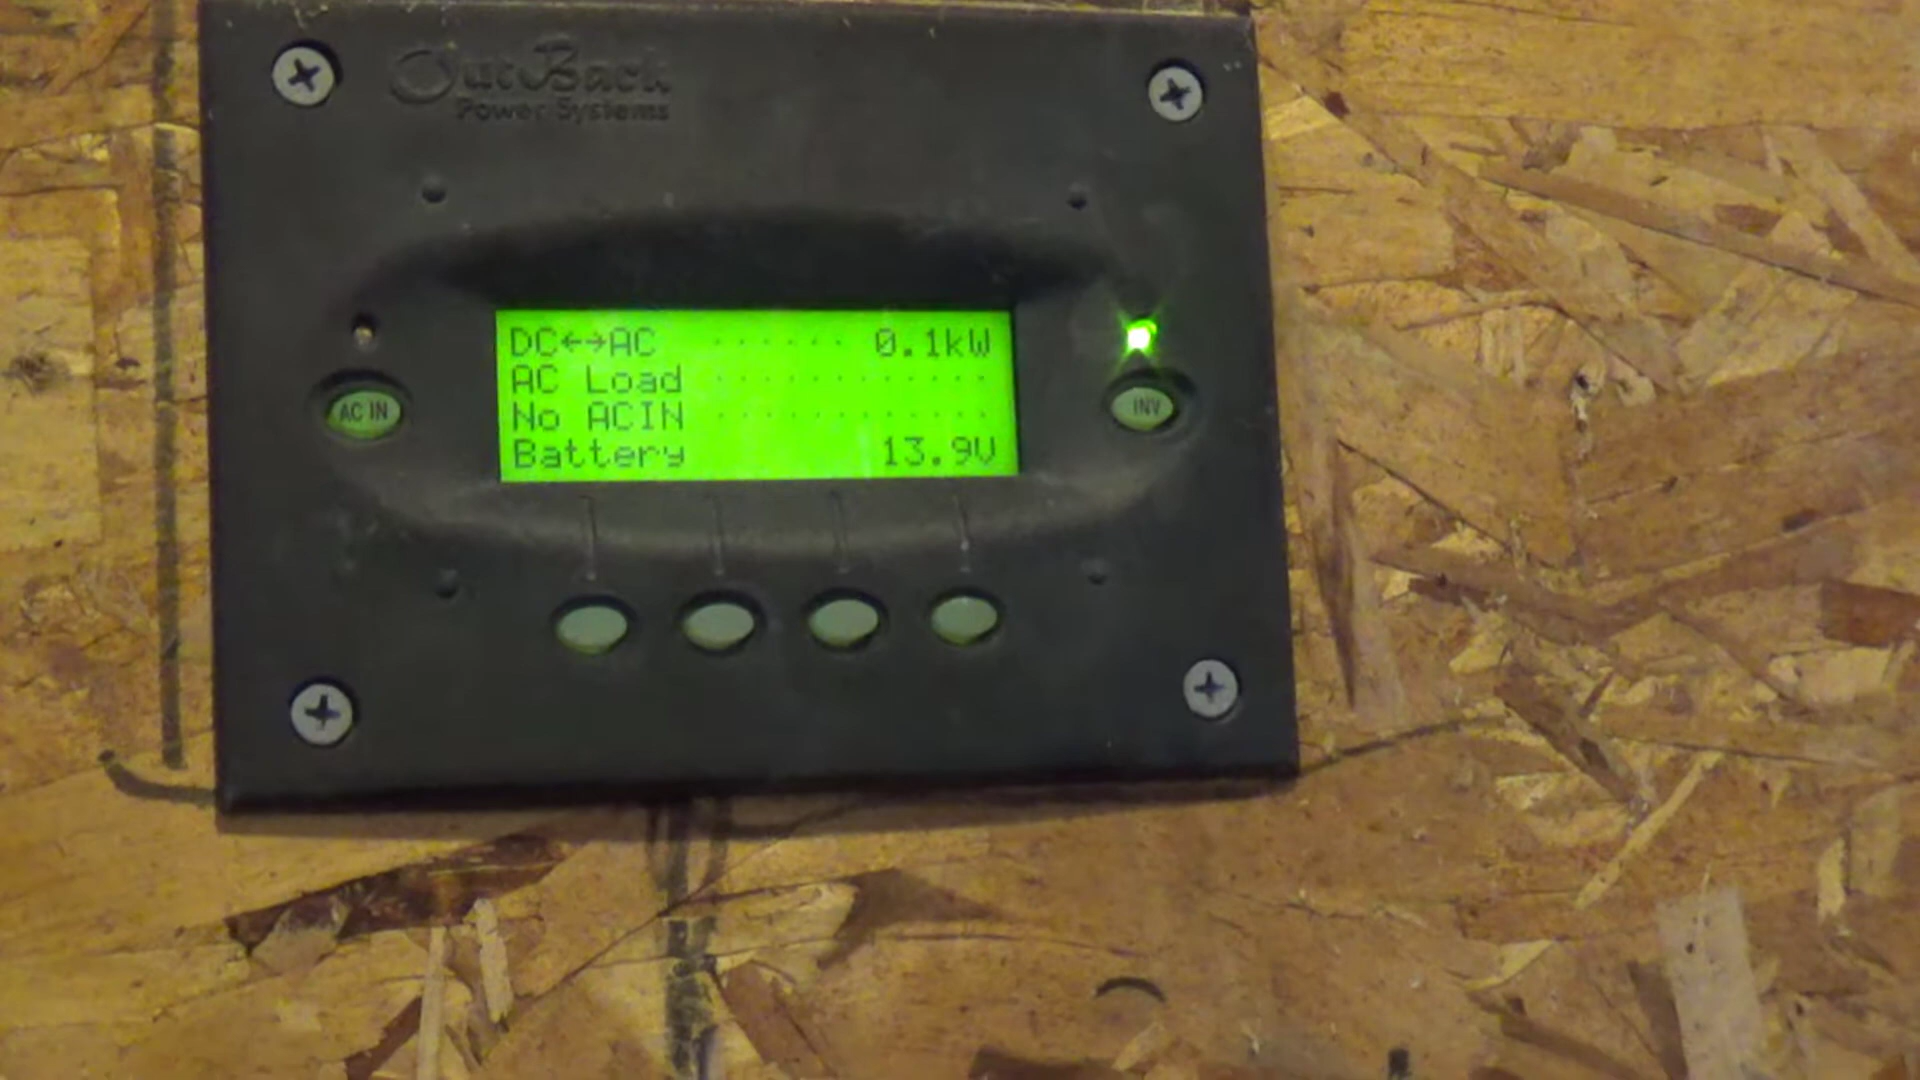 OutBack
Power Systems
DC↔AC ······ 0.1kW
AC Load ············
No ACIN ············
Battery 13.9V
AC IN
INV